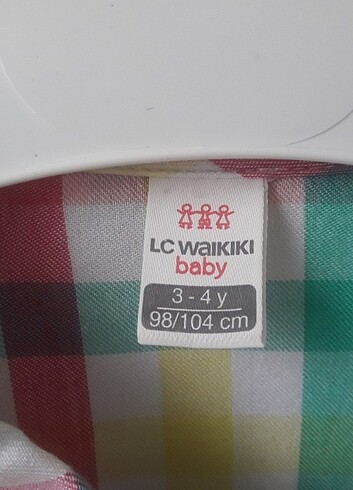 LC WAIKIKI
baby
3 - 4 y
98/104 cm